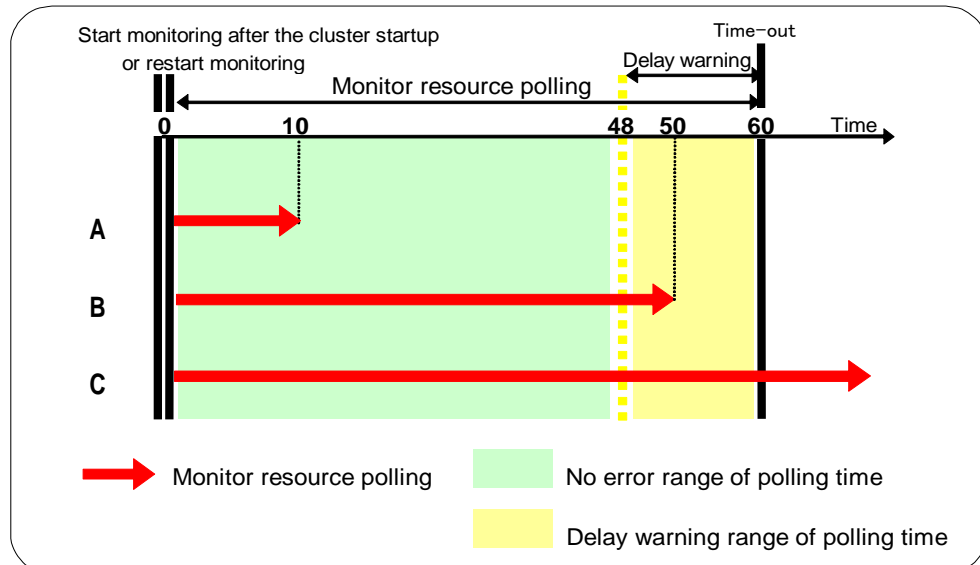 Start monitoring after the cluster startup
or restart monitoring
Time-out
Delay warning
Monitor resource polling
0 10 48 50 60 Time
A
B
C
Monitor resource polling
No error range of polling time
Delay warning range of polling time